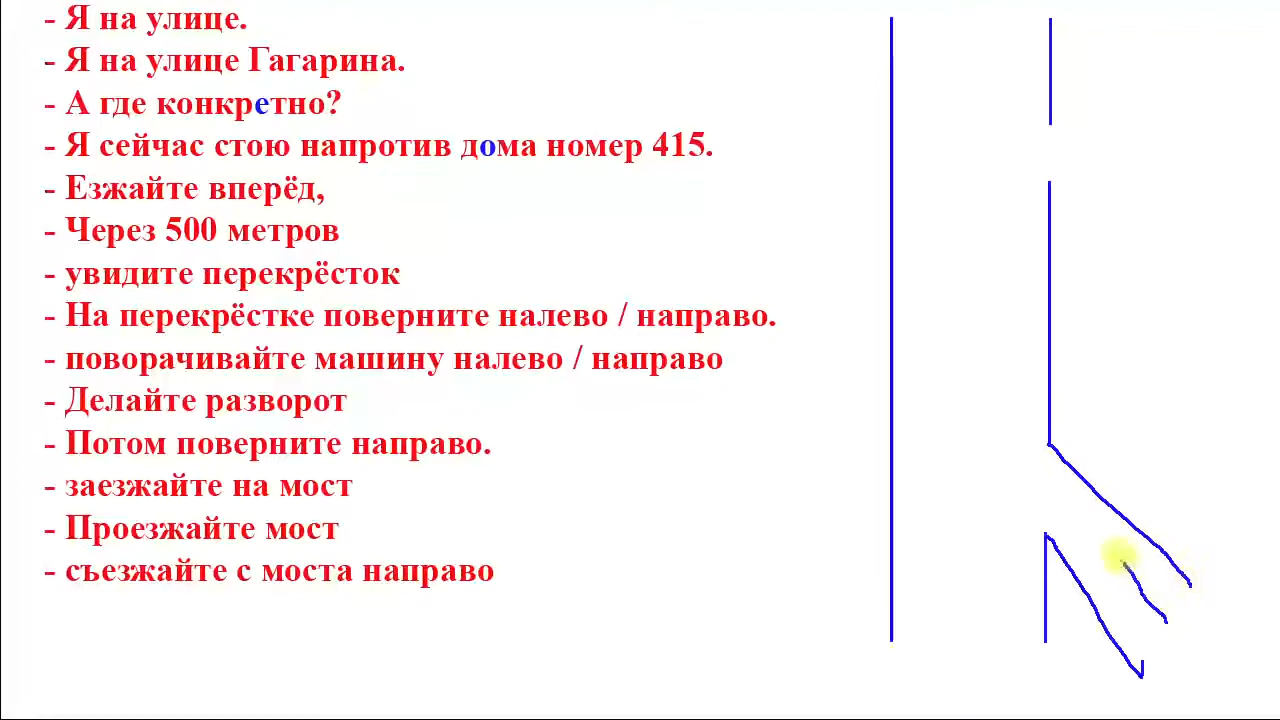 - Я на улице.
- Я на улице Гагарина.
- А где конкретно?
- Я сейчас стою напротив дома номер 415.
- Езжайте вперёд,
- Через 500 метров
- увидите перекрёсток
- На перекрёстке поверните налево / направо.
- поворачивайте машину налево / направо
- Делайте разворот
- Потом поверните направо.
- заезжайте на мост
- Проезжайте мост
- съезжайте с моста направо